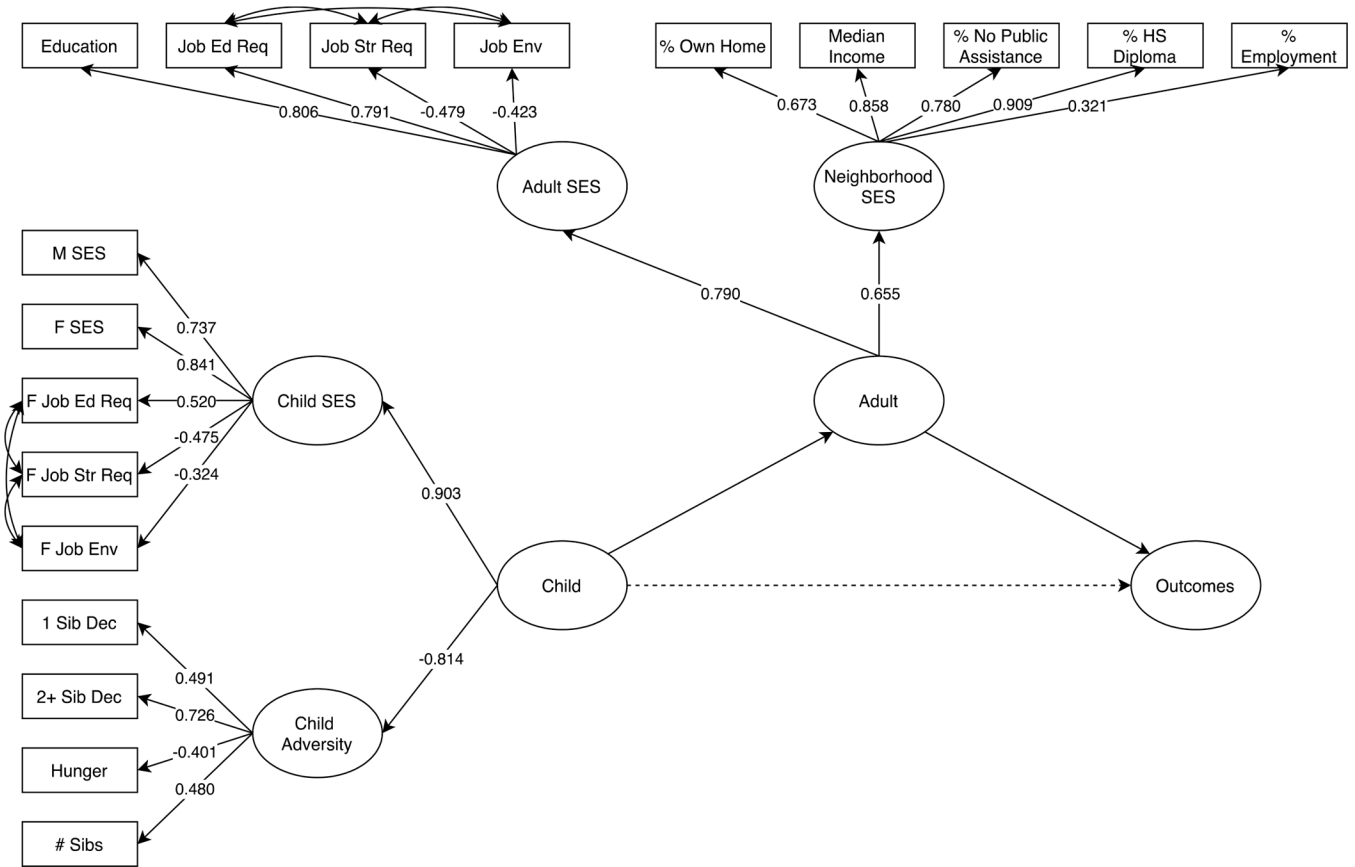 Education
Job Ed Req
Job Str Req
Job Env
% Own Home
Median
Income
% No Public
Assistance
% HS
Diploma
%
Employment
0.806
0.791
-0.479
-0.423
0.673
0.858
0.780
0.909
0.321
Adult SES
Neighborhood
SES
M SES
F SES
F Job Ed Req
F Job Str Req
F Job Env
0.737
0.841
0.520
-0.475
-0.324
Child SES
0.790
0.655
Adult
0.903
Child
Outcomes
-0.814
1 Sib Dec
2+ Sib Dec
Hunger
# Sibs
0.491
0.726
-0.401
0.480
Child
Adversity